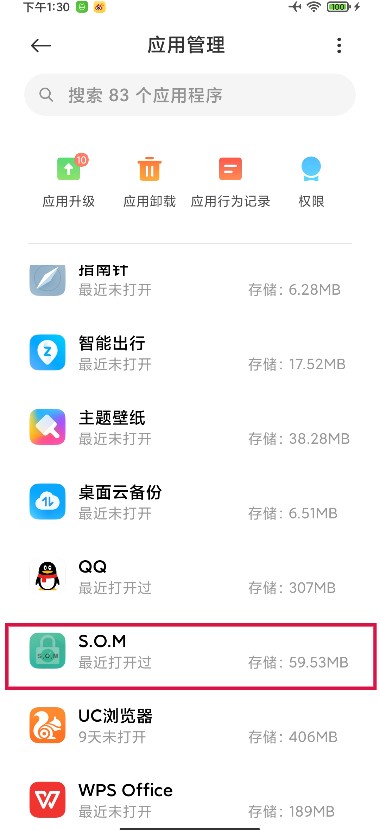 下午1:30
100
应用管理
搜索 83 个应用程序
10
应用升级 应用卸载 应用行为记录 权限
指南针
最近未打开 存储: 6.28MB
智能出行
最近未打开 存储: 17.52MB
主题壁纸
最近未打开 存储: 38.28MB
桌面云备份
最近未打开 存储: 6.51MB
QQ
最近打开过 存储: 307MB
S.O.M
S.O.M
最近打开过 存储: 59.53MB
UC浏览器
9天未打开 存储: 406MB
WPS Office
最近未打开 存储: 189MB